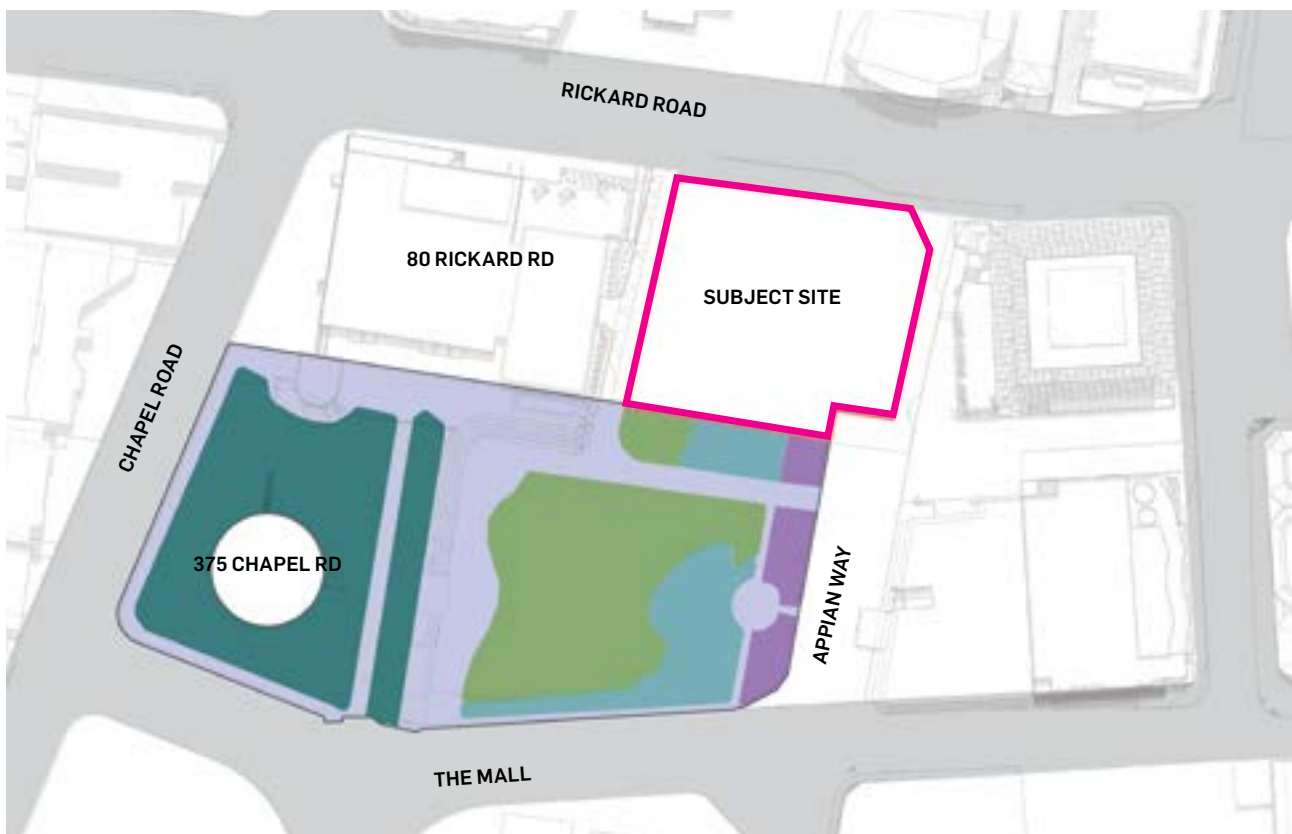 RICKARD ROAD
80 RICKARD RD
SUBJECT SITE
CHAPEL ROAD
375 CHAPEL RD
APPIAN WAY
THE MALL